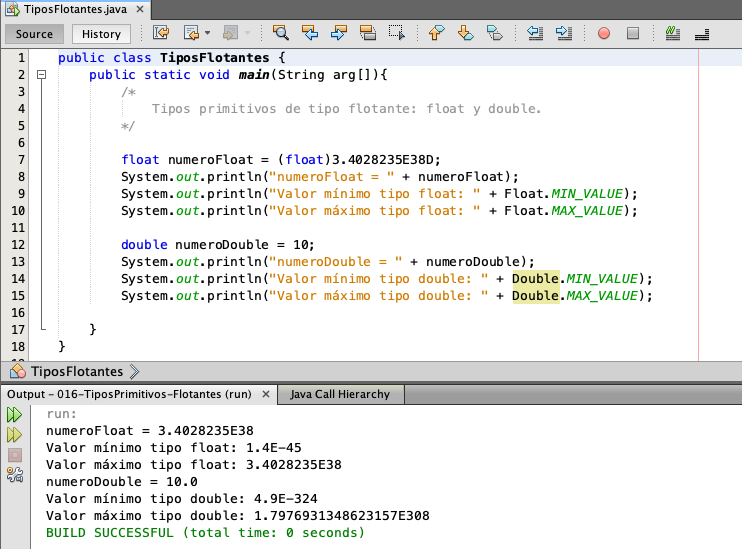 TiposFlotantes.java ×
Source History
1 public class TiposFlotantes {
2 public static void main(String arg[]){
3 /*
4 Tipos primitivos de tipo flotante: float y double.
5 */
6
7 float numeroFloat = (float)3.4028235E38D;
8 System.out.println("numeroFloat = " + numeroFloat);
9 System.out.println("Valor mínimo tipo float: " + Float.MIN_VALUE);
10 System.out.println("Valor máximo tipo float: " + Float.MAX_VALUE);
11
12 double numeroDouble = 10;
13 System.out.println("numeroDouble = " + numeroDouble);
14 System.out.println("Valor mínimo tipo double: " + Double.MIN_VALUE);
15 System.out.println("Valor máximo tipo double: " + Double.MAX_VALUE);
16
17 }
18 }
TiposFlotantes
Output - 016-TiposPrimitivos-Flotantes (run) × Java Call Hierarchy
run:
numeroFloat = 3.4028235E38
Valor mínimo tipo float: 1.4E-45
Valor máximo tipo float: 3.4028235E38
numeroDouble = 10.0
Valor mínimo tipo double: 4.9E-324
Valor máximo tipo double: 1.7976931348623157E308
BUILD SUCCESSFUL (total time: 0 seconds)